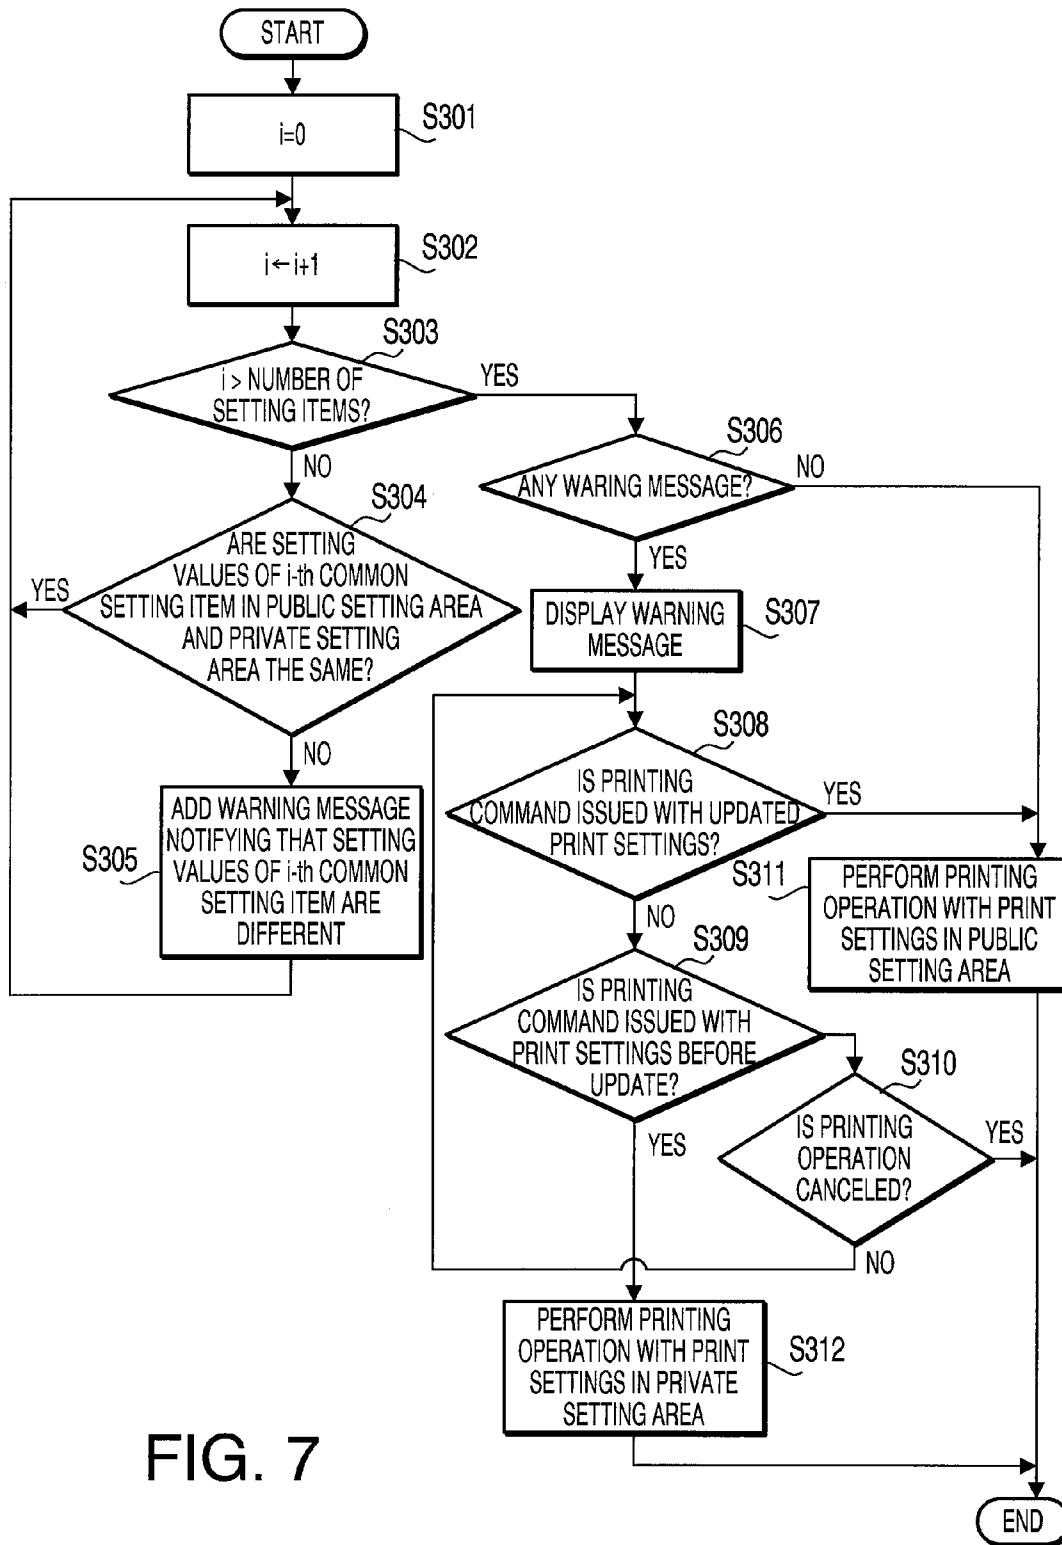 START
i=0
S301
i←i+1
S302
S303
i > NUMBER OF
SETTING ITEMS?
YES
NO
S304
ARE SETTING
VALUES OF i-th COMMON
SETTING ITEM IN PUBLIC SETTING AREA
AND PRIVATE SETTING
AREA THE SAME?
YES
NO
S305
ADD WARNING MESSAGE
NOTIFYING THAT SETTING
VALUES OF i-th COMMON
SETTING ITEM ARE
DIFFERENT
S306
ANY WARING MESSAGE?
NO
YES
S307
DISPLAY WARNING
MESSAGE
S308
IS PRINTING
COMMAND ISSUED WITH UPDATED
PRINT SETTINGS?
YES
NO
S311
PERFORM PRINTING
OPERATION WITH PRINT
SETTINGS IN PUBLIC
SETTING AREA
S309
IS PRINTING
COMMAND ISSUED WITH
PRINT SETTINGS BEFORE
UPDATE?
YES
S310
IS PRINTING
OPERATION
CANCELED?
YES
NO
PERFORM PRINTING
OPERATION WITH PRINT
SETTINGS IN PRIVATE
SETTING AREA
S312
FIG. 7
END